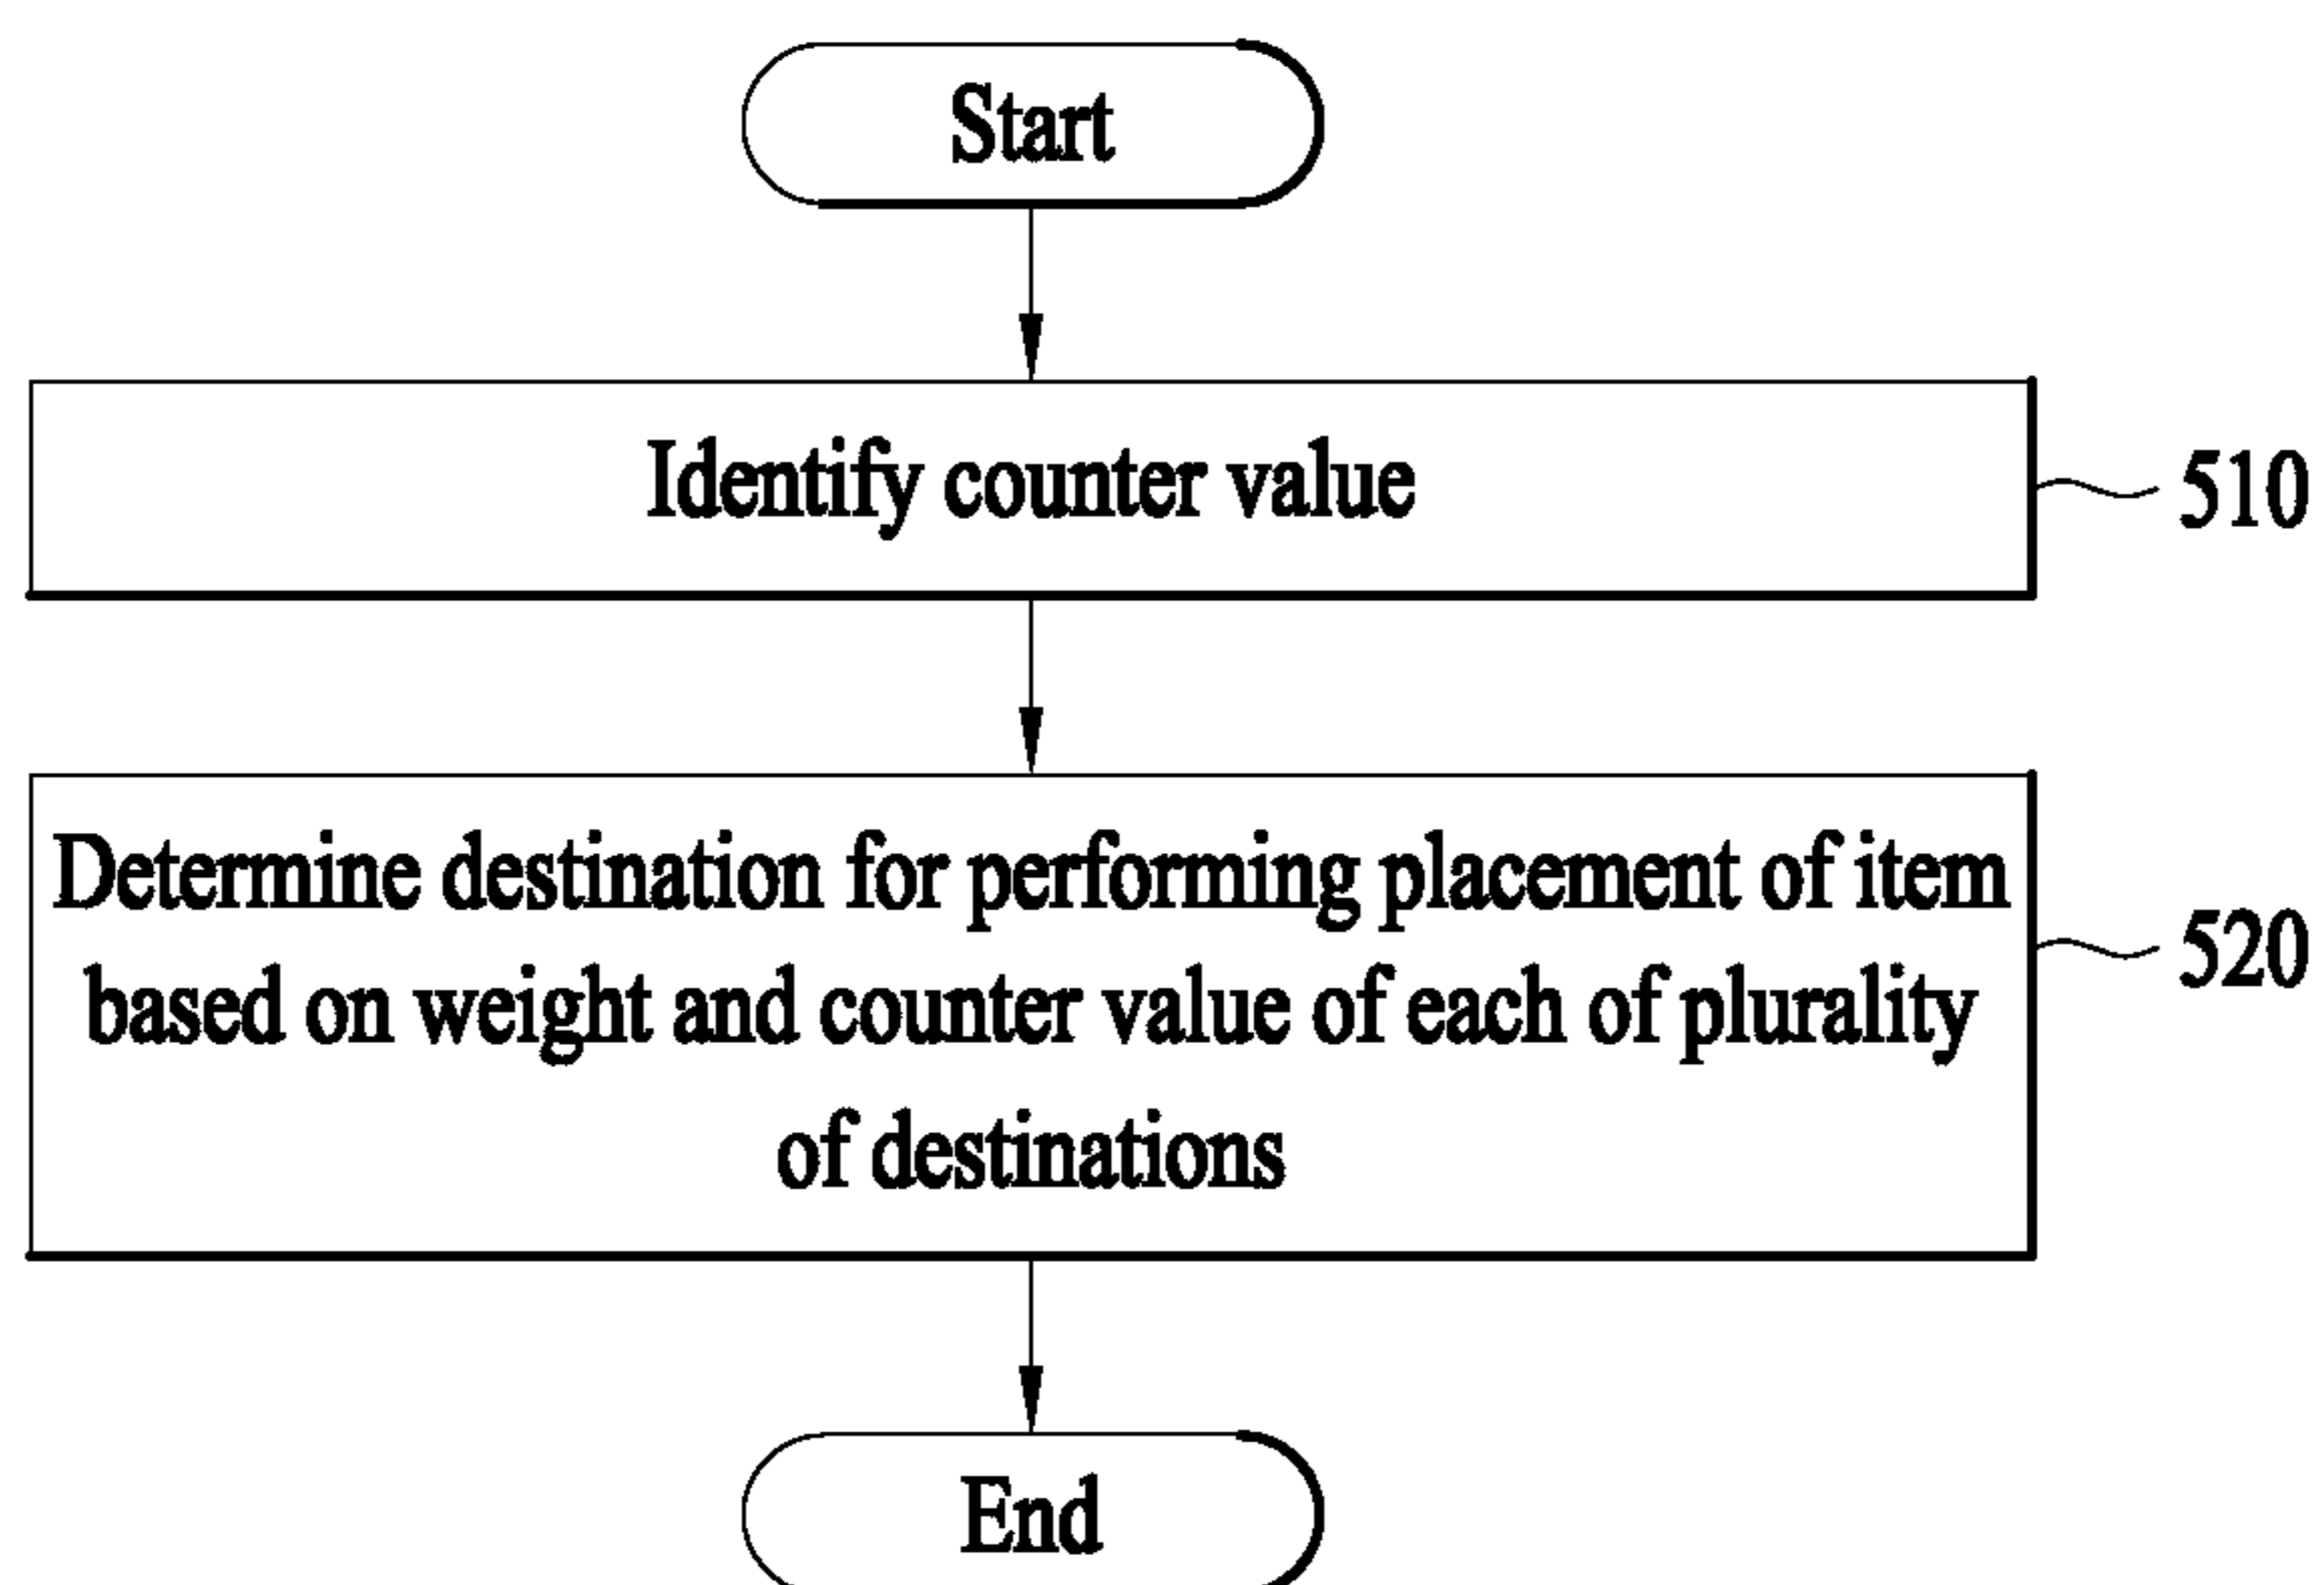 Start
Identify counter value
510
Determine destination for performing placement of item
based on weight and counter value of each of plurality
of destinations
520
End